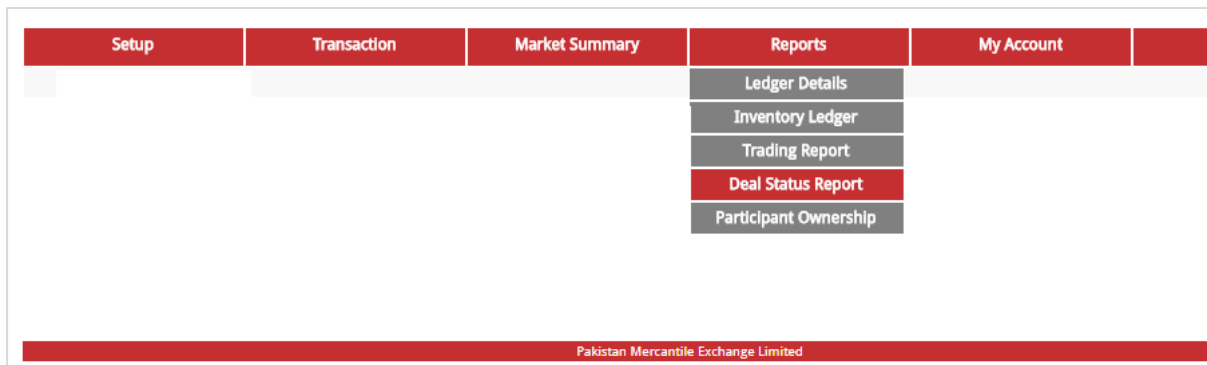 Setup Transaction Market Summary Reports My Account
Ledger Details
Inventory Ledger
Trading Report
Deal Status Report
Participant Ownership
Pakistan Mercantile Exchange Limited